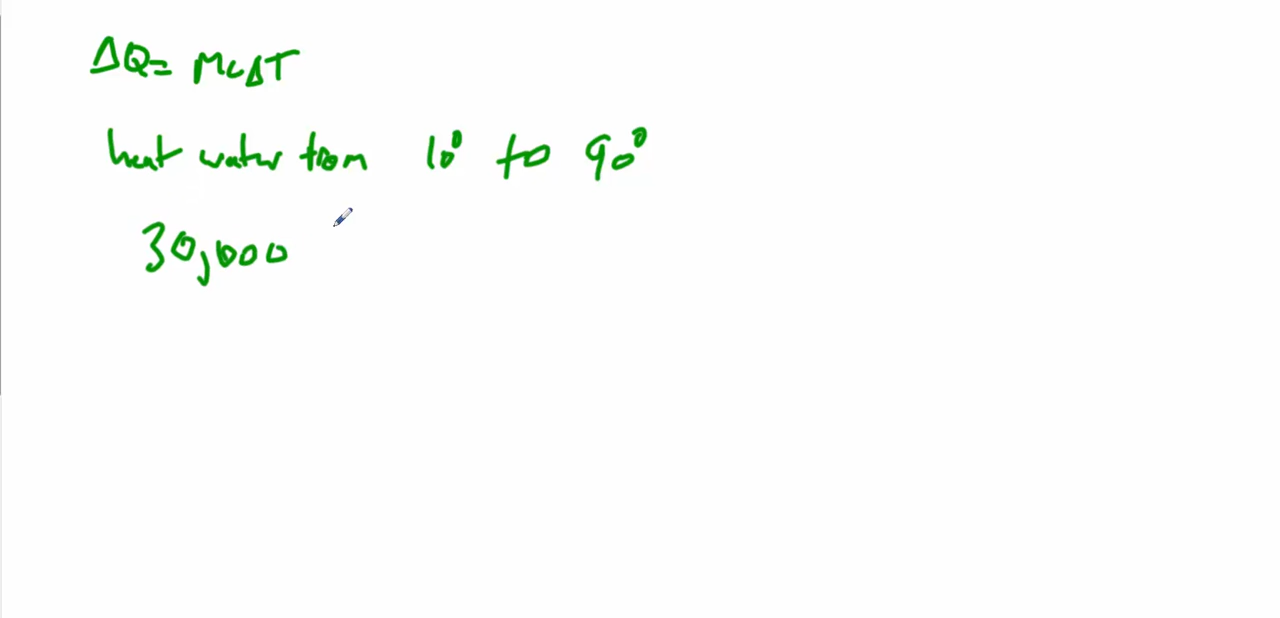 ΔQ = McΔT
heat water from 10° to 90°
30,000